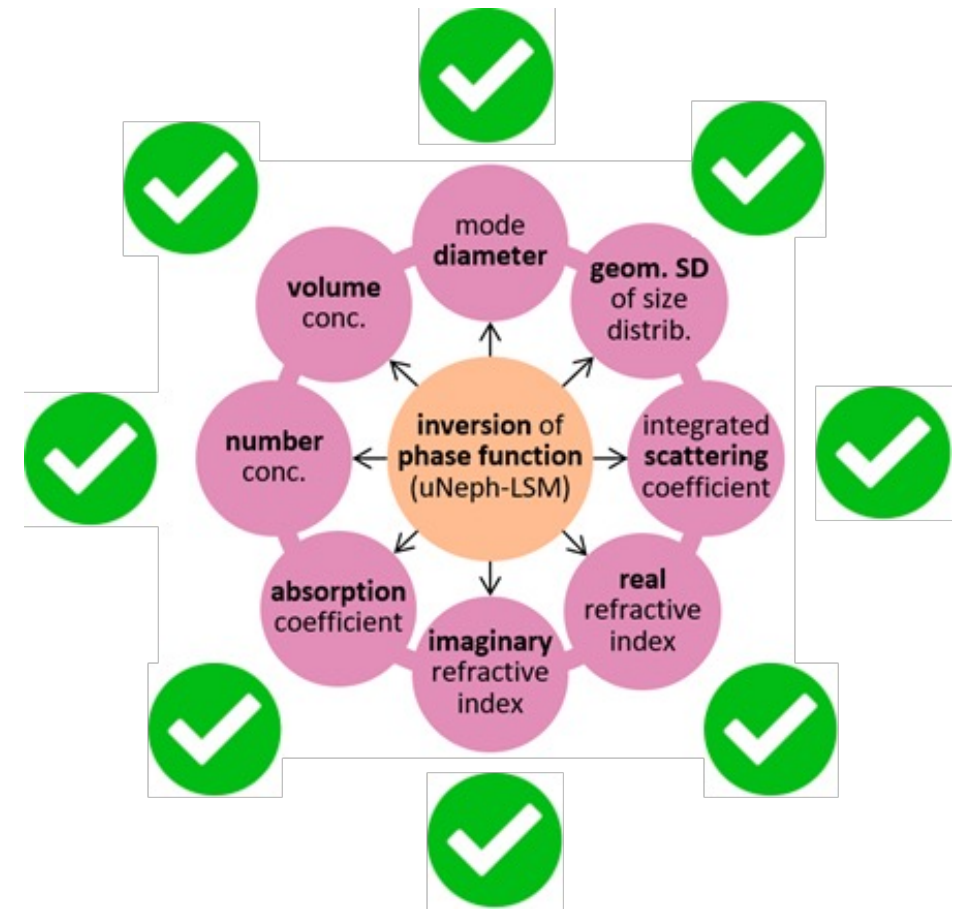 mode
diameter
geom. SD
of size
distrib.
integrated
scattering
coefficient
real
refractive
index
imaginary
refractive
index
absorption
coefficient
number
conc.
volume
conc.
inversion of
phase function
(uNeph-LSM)